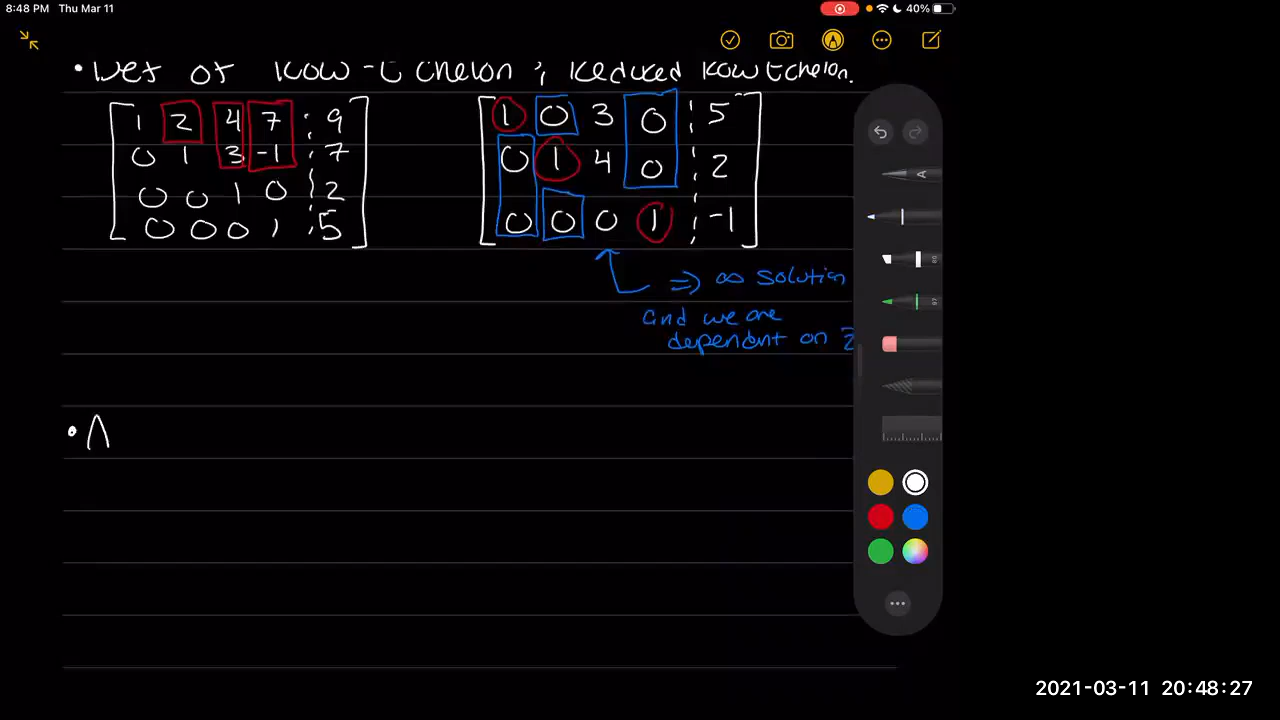 8:48 PM Thu Mar 11
40%
• Def of Row-Echelon ; Reduced Row Echelon.
1 2 4 7 : 9
0 1 3 -1 : 7
0 0 1 0 : 2
0 0 0 1 : 5
1 0 3 0 : 5
0 1 4 0 : 2
0 0 0 1 : -1
⇒ ∞ solution
and we are
dependent on z
• A
2021-03-11 20:48:27